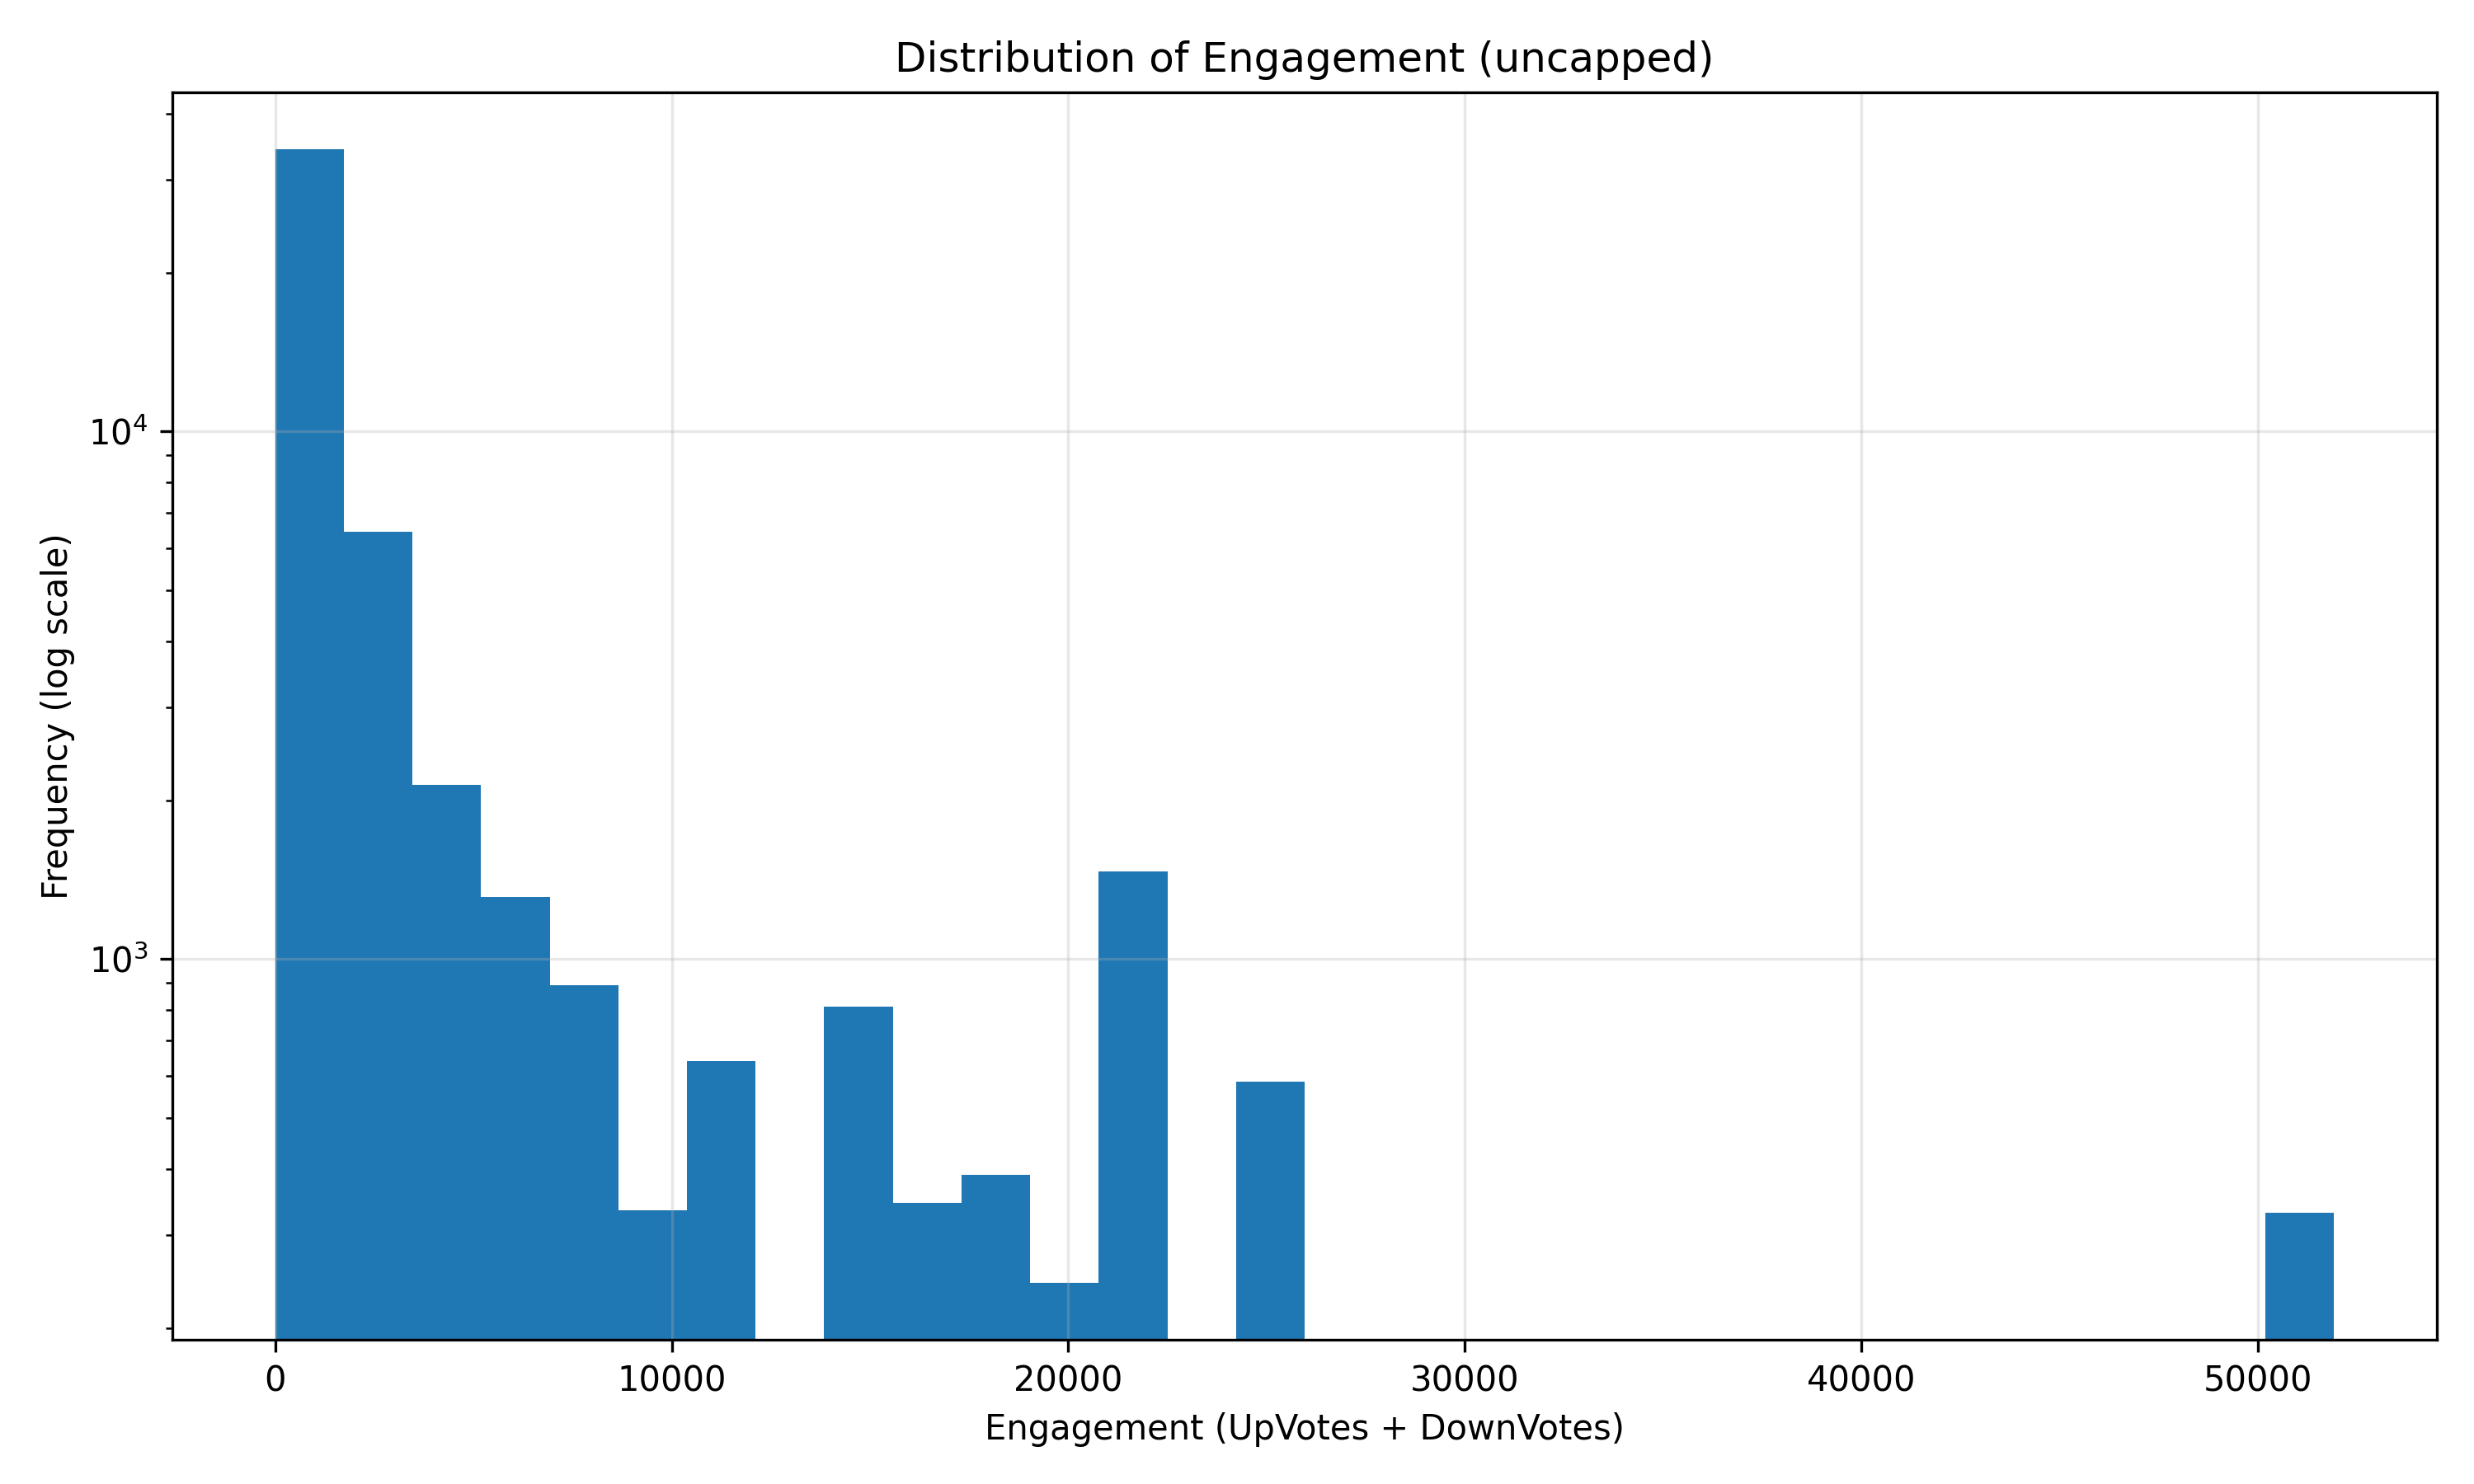 Distribution of Engagement (uncapped)
Frequency (log scale)
10⁴
10³
0 10000 20000 30000 40000 50000
Engagement (UpVotes + DownVotes)